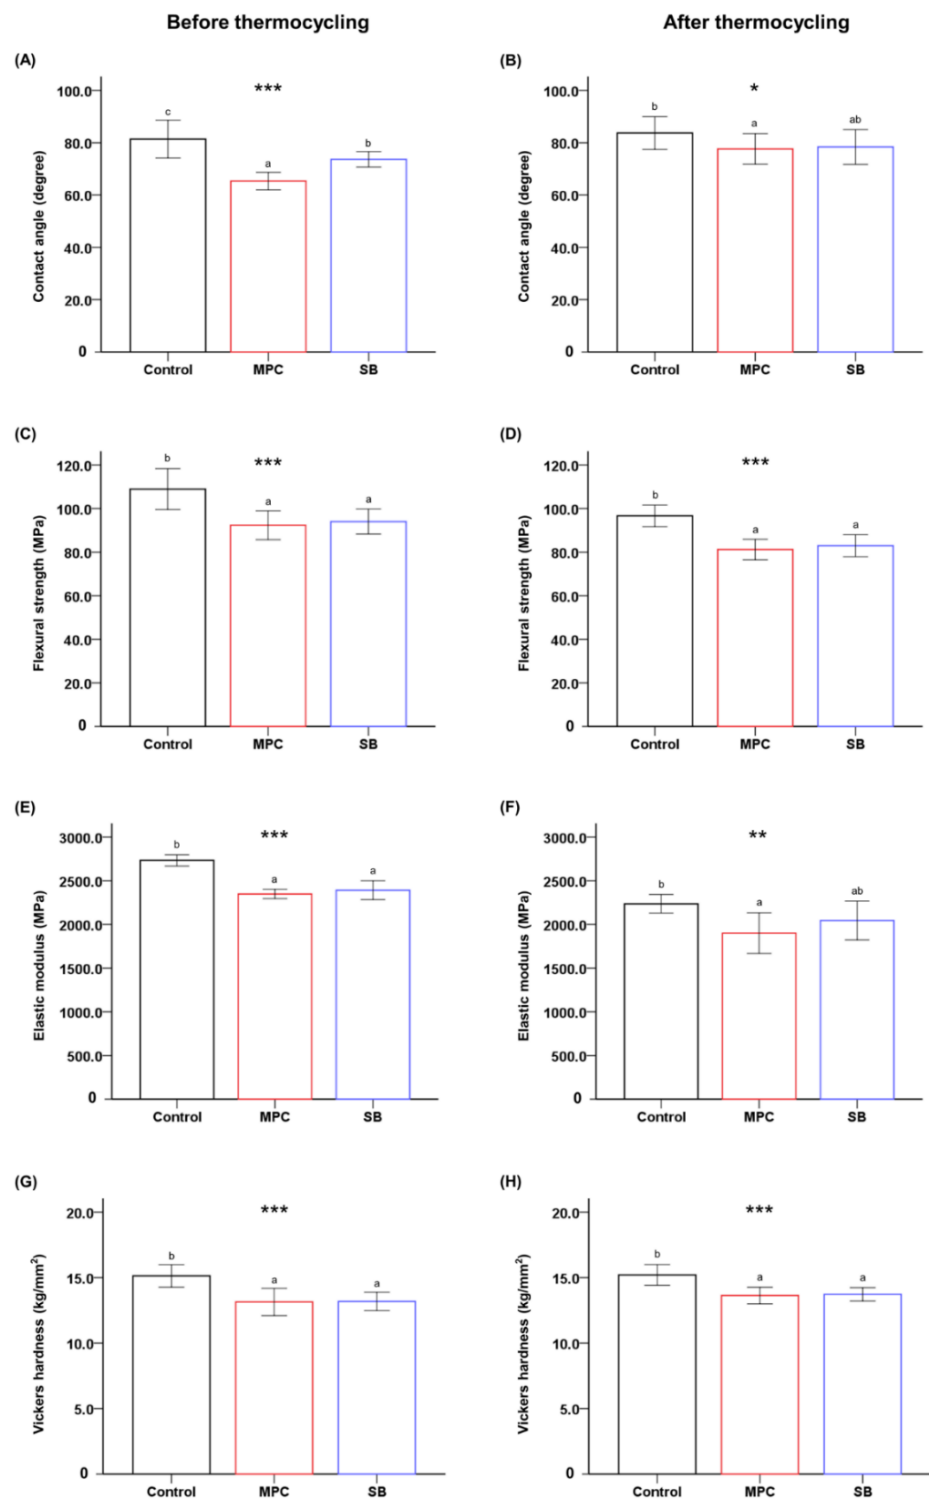 Before thermocycling
After thermocycling
(A)
Contact angle (degree)
100.0
80.0
60.0
40.0
20.0
0
***
c
a
b
Control
MPC
SB
(B)
Contact angle (degree)
100.0
80.0
60.0
40.0
20.0
0
*
b
a
ab
Control
MPC
SB
(C)
Flexural strength (MPa)
120.0
100.0
80.0
60.0
40.0
20.0
0
***
b
a
a
Control
MPC
SB
(D)
Flexural strength (MPa)
120.0
100.0
80.0
60.0
40.0
20.0
0
***
b
a
a
Control
MPC
SB
(E)
Elastic modulus (MPa)
3000.0
2500.0
2000.0
1500.0
1000.0
500.0
0
***
b
a
a
Control
MPC
SB
(F)
Elastic modulus (MPa)
3000.0
2500.0
2000.0
1500.0
1000.0
500.0
0
**
b
a
ab
Control
MPC
SB
(G)
Vickers hardness (kg/mm²)
20.0
15.0
10.0
5.0
0
***
b
a
a
Control
MPC
SB
(H)
Vickers hardness (kg/mm²)
20.0
15.0
10.0
5.0
0
***
b
a
a
Control
MPC
SB